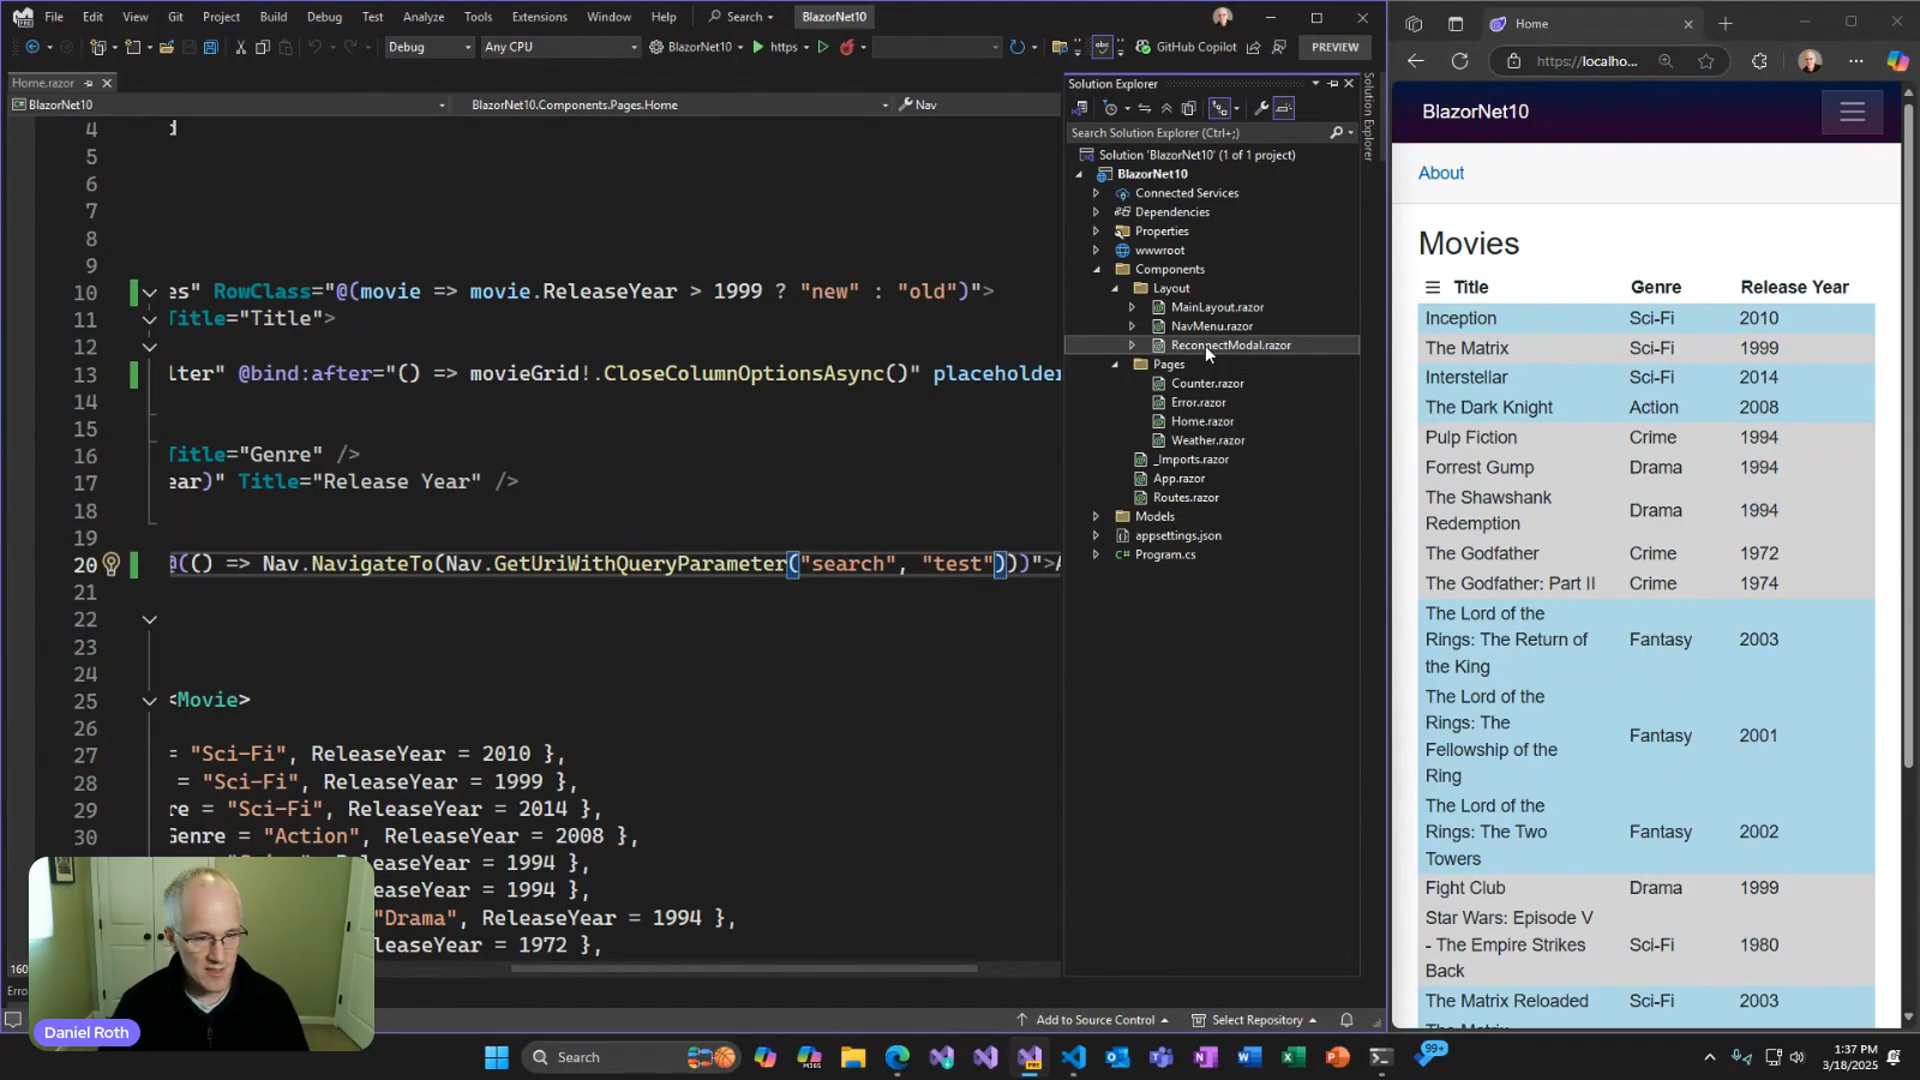 File Edit View Git Project Build Debug Test Analyze Tools Extensions Window Help Search BlazorNet10
Debug Any CPU BlazorNet10 https GitHub Copilot PREVIEW
Home.razor
BlazorNet10 BlazorNet10.Components.Pages.Home Nav
4
5
6
7
8
9
10 es" RowClass="@(movie => movie.ReleaseYear > 1999 ? "new" : "old")">
11 Title="Title">
12
13 lter" @bind:after="() => movieGrid!.CloseColumnOptionsAsync()" placeholder
14
15
16 Title="Genre" />
17 ear)" Title="Release Year" />
18
19
20 @(() => Nav.NavigateTo(Nav.GetUriWithQueryParameter("search", "test")))">A
21
22
23
24
25 <Movie>
26
27 = "Sci-Fi", ReleaseYear = 2010 },
28 = "Sci-Fi", ReleaseYear = 1999 },
29 re = "Sci-Fi", ReleaseYear = 2014 },
30 Genre = "Action", ReleaseYear = 2008 },
leaseYear = 1994 },
leaseYear = 1994 },
"Drama", ReleaseYear = 1994 },
leaseYear = 1972 },
160
Erro
Daniel Roth
Add to Source Control Select Repository
Solution Explorer
Search Solution Explorer (Ctrl+;)
Solution 'BlazorNet10' (1 of 1 project)
BlazorNet10
Connected Services
Dependencies
Properties
wwwroot
Components
Layout
MainLayout.razor
NavMenu.razor
ReconnectModal.razor
Pages
Counter.razor
Error.razor
Home.razor
Weather.razor
_Imports.razor
App.razor
Routes.razor
Models
appsettings.json
C# Program.cs
Solution Explorer
Home
https://localho...
BlazorNet10
About
Movies
Title Genre Release Year
Inception Sci-Fi 2010
The Matrix Sci-Fi 1999
Interstellar Sci-Fi 2014
The Dark Knight Action 2008
Pulp Fiction Crime 1994
Forrest Gump Drama 1994
The Shawshank
Redemption Drama 1994
The Godfather Crime 1972
The Godfather: Part II Crime 1974
The Lord of the
Rings: The Return of Fantasy 2003
the King
The Lord of the
Rings: The
Fellowship of the Fantasy 2001
Ring
The Lord of the
Rings: The Two Fantasy 2002
Towers
Fight Club Drama 1999
Star Wars: Episode V
- The Empire Strikes Sci-Fi 1980
Back
The Matrix Reloaded Sci-Fi 2003
Search
99+
1:37 PM
3/18/2025